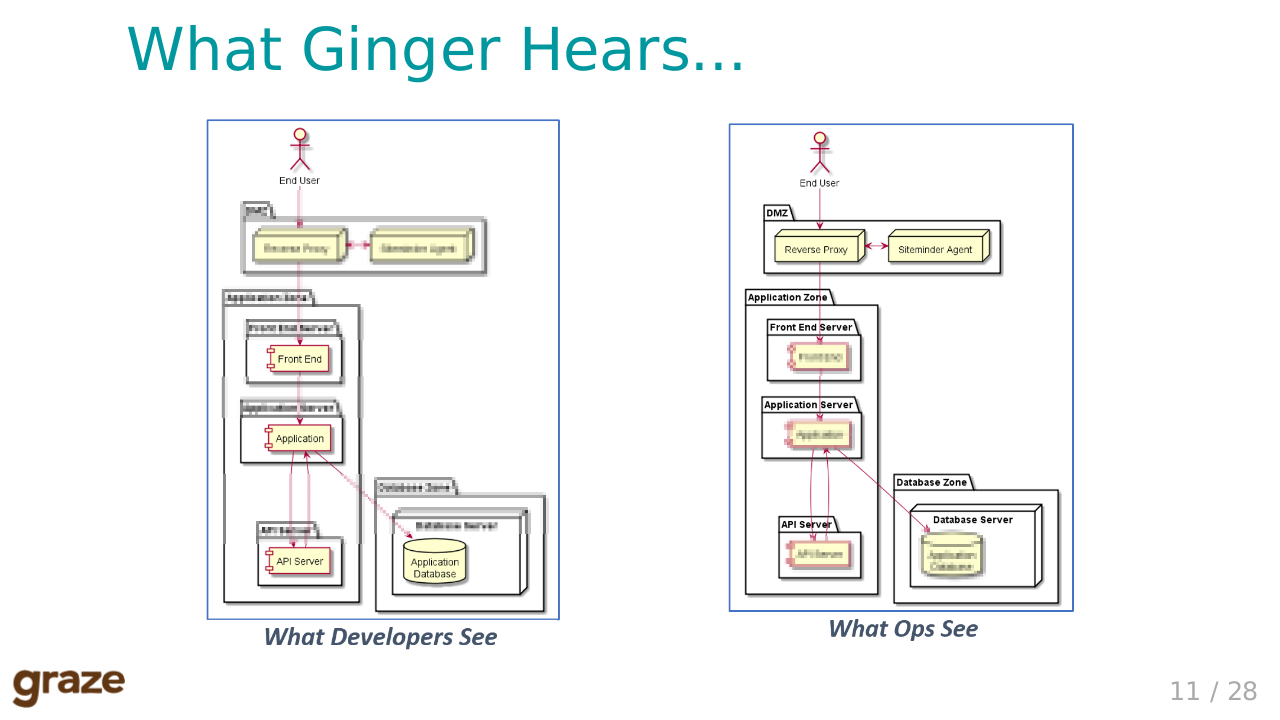 What Ginger Hears...
End User
DMZ
Reverse Proxy
Siteminder Agent
Application Zone
Front End Server
Front End
Application Server
Application
API Server
API Server
Database Zone
Database Server
Application
Database
What Developers See
End User
DMZ
Reverse Proxy
Siteminder Agent
Application Zone
Front End Server
Front End
Application Server
Application
API Server
API Server
Database Zone
Database Server
Application
Database
What Ops See
graze
11 / 28